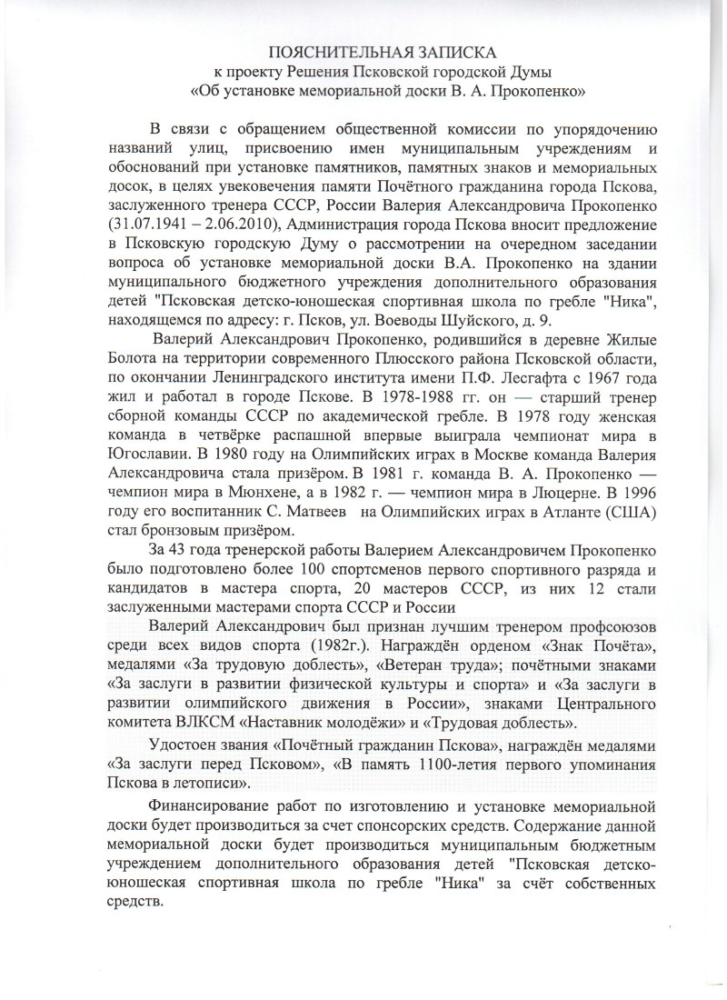 ПОЯСНИТЕЛЬНАЯ ЗАПИСКА
к проекту Решения Псковской городской Думы
«Об установке мемориальной доски В. А. Прокопенко»
В связи с обращением общественной комиссии по упорядочению
названий улиц, присвоению имен муниципальным учреждениям и
обоснований при установке памятников, памятных знаков и мемориальных
досок, в целях увековечения памяти Почётного гражданина города Пскова,
заслуженного тренера СССР, России Валерия Александровича Прокопенко
(31.07.1941 – 2.06.2010), Администрация города Пскова вносит предложение
в Псковскую городскую Думу о рассмотрении на очередном заседании
вопроса об установке мемориальной доски В.А. Прокопенко на здании
муниципального бюджетного учреждения дополнительного образования
детей "Псковская детско-юношеская спортивная школа по гребле "Ника",
находящемся по адресу: г. Псков, ул. Воеводы Шуйского, д. 9.
Валерий Александрович Прокопенко, родившийся в деревне Жилые
Болота на территории современного Плюсского района Псковской области,
по окончании Ленинградского института имени П.Ф. Лесгафта с 1967 года
жил и работал в городе Пскове. В 1978-1988 гг. он — старший тренер
сборной команды СССР по академической гребле. В 1978 году женская
команда в четвёрке распашной впервые выиграла чемпионат мира в
Югославии. В 1980 году на Олимпийских играх в Москве команда Валерия
Александровича стала призёром. В 1981 г. команда В. А. Прокопенко —
чемпион мира в Мюнхене, а в 1982 г. — чемпион мира в Люцерне. В 1996
году его воспитанник С. Матвеев на Олимпийских играх в Атланте (США)
стал бронзовым призёром.
За 43 года тренерской работы Валерием Александровичем Прокопенко
было подготовлено более 100 спортсменов первого спортивного разряда и
кандидатов в мастера спорта, 20 мастеров СССР, из них 12 стали
заслуженными мастерами спорта СССР и России
Валерий Александрович был признан лучшим тренером профсоюзов
среди всех видов спорта (1982г.). Награждён орденом «Знак Почёта»,
медалями «За трудовую доблесть», «Ветеран труда»; почётными знаками
«За заслуги в развитии физической культуры и спорта» и «За заслуги в
развитии олимпийского движения в России», знаками Центрального
комитета ВЛКСМ «Наставник молодёжи» и «Трудовая доблесть».
Удостоен звания «Почётный гражданин Пскова», награждён медалями
«За заслуги перед Псковом», «В память 1100-летия первого упоминания
Пскова в летописи».
Финансирование работ по изготовлению и установке мемориальной
доски будет производиться за счет спонсорских средств. Содержание данной
мемориальной доски будет производиться муниципальным бюджетным
учреждением дополнительного образования детей "Псковская детско-
юношеская спортивная школа по гребле "Ника" за счёт собственных
средств.